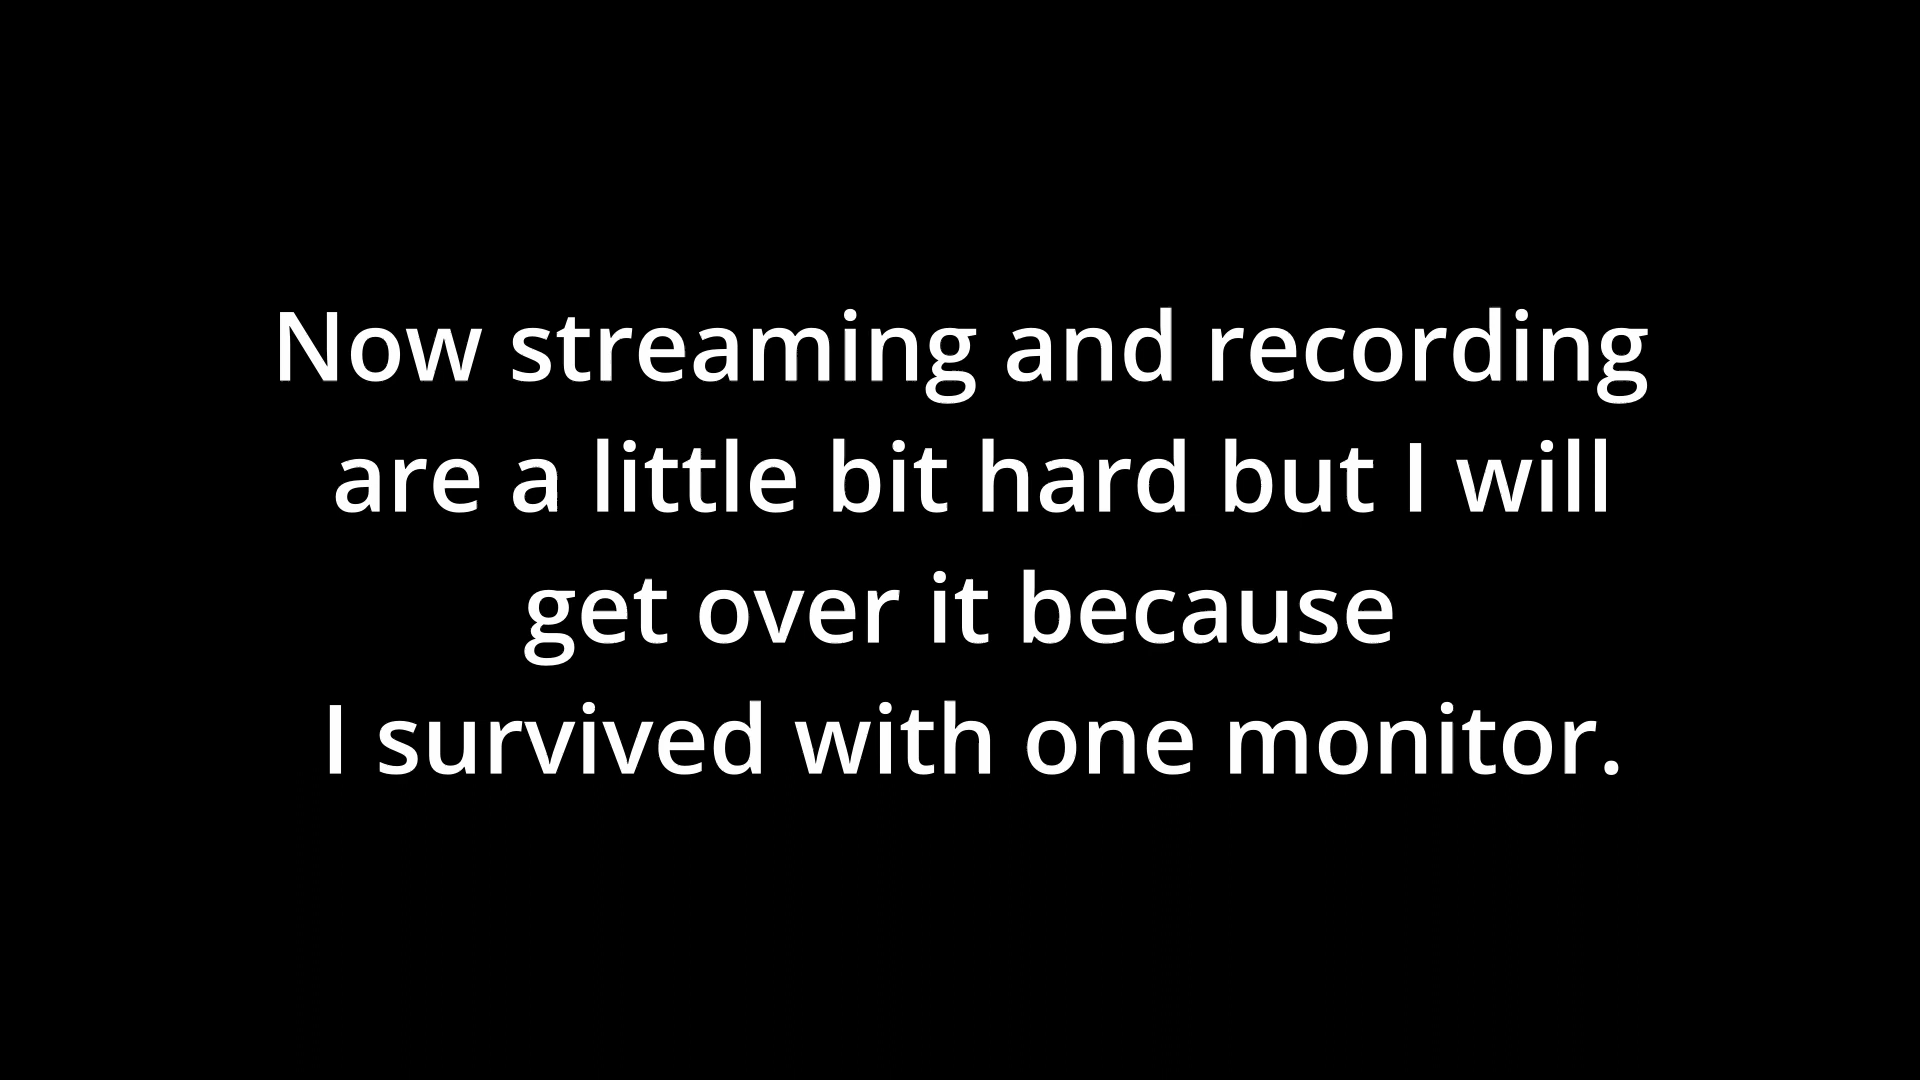 Now streaming and recording
are a little bit hard but I will
get over it because
I survived with one monitor.